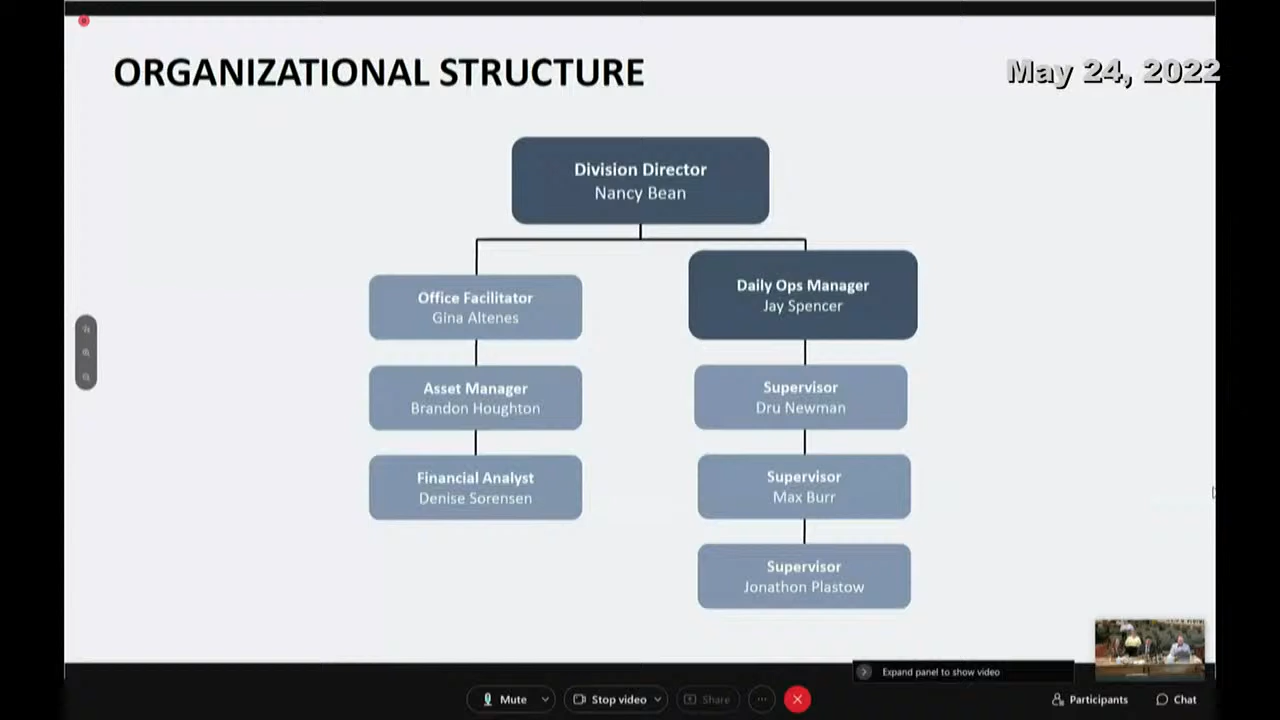 ORGANIZATIONAL STRUCTURE
May 24, 2022
Division Director
Nancy Bean
Office Facilitator
Gina Altenes
Daily Ops Manager
Jay Spencer
Asset Manager
Brandon Houghton
Supervisor
Dru Newman
Financial Analyst
Denise Sorensen
Supervisor
Max Burr
Supervisor
Jonathon Plastow
Expand panel to show video
Mute
Stop video
Share
Participants
Chat